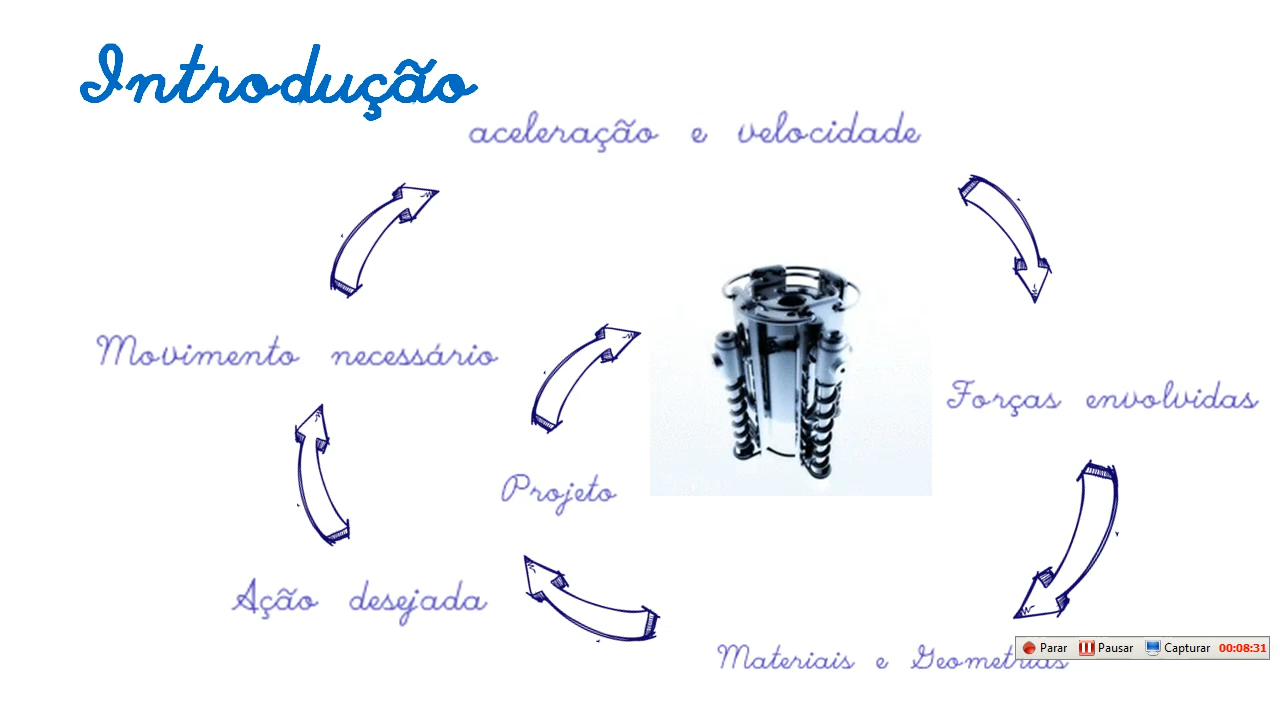 Introdução
aceleração e velocidade
Movimento necessário
Forças envolvidas
Projeto
Ação desejada
Materiais e Geometrias
Parar Pausar Capturar 00:08:31